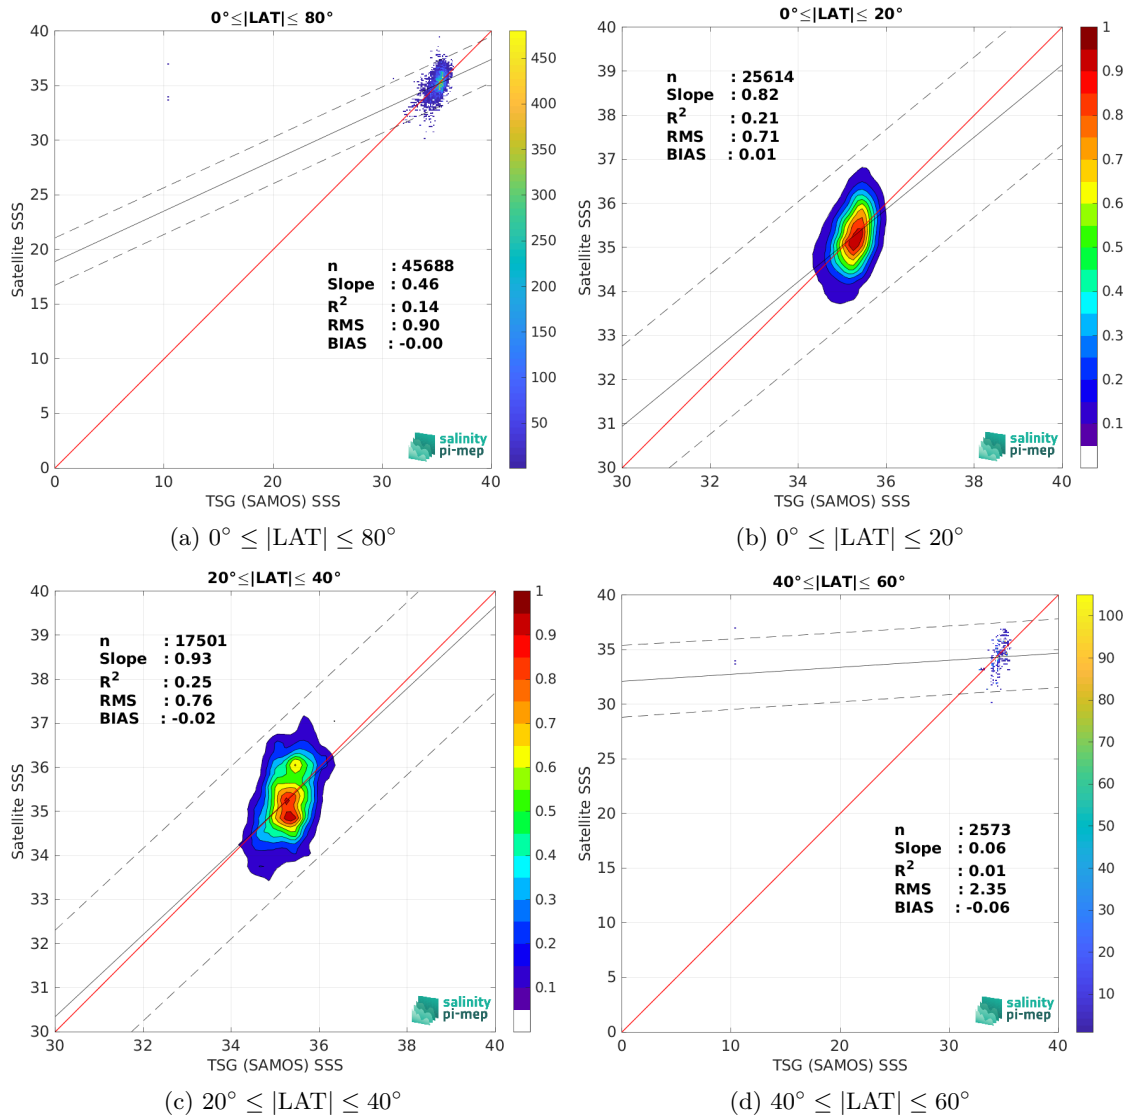 0°≤|LAT|≤ 80°
40
35
30
25
20
15
10
5
0
Satellite SSS
n : 45688
Slope : 0.46
R² : 0.14
RMS : 0.90
BIAS : -0.00
salinity
pi-mep
0 10 20 30 40
TSG (SAMOS) SSS
450
400
350
300
250
200
150
100
50
(a) 0° ≤ |LAT| ≤ 80°
0°≤|LAT|≤ 20°
40
39
38
37
36
35
34
33
32
31
30
Satellite SSS
n : 25614
Slope : 0.82
R² : 0.21
RMS : 0.71
BIAS : 0.01
salinity
pi-mep
30 32 34 36 38 40
TSG (SAMOS) SSS
1
0.9
0.8
0.7
0.6
0.5
0.4
0.3
0.2
0.1
(b) 0° ≤ |LAT| ≤ 20°
20°≤|LAT|≤ 40°
40
39
38
37
36
35
34
33
32
31
30
Satellite SSS
n : 17501
Slope : 0.93
R² : 0.25
RMS : 0.76
BIAS : -0.02
salinity
pi-mep
30 32 34 36 38 40
TSG (SAMOS) SSS
1
0.9
0.8
0.7
0.6
0.5
0.4
0.3
0.2
0.1
(c) 20° ≤ |LAT| ≤ 40°
40°≤|LAT|≤ 60°
40
35
30
25
20
15
10
5
0
Satellite SSS
n : 2573
Slope : 0.06
R² : 0.01
RMS : 2.35
BIAS : -0.06
salinity
pi-mep
0 10 20 30 40
TSG (SAMOS) SSS
100
90
80
70
60
50
40
30
20
10
(d) 40° ≤ |LAT| ≤ 60°